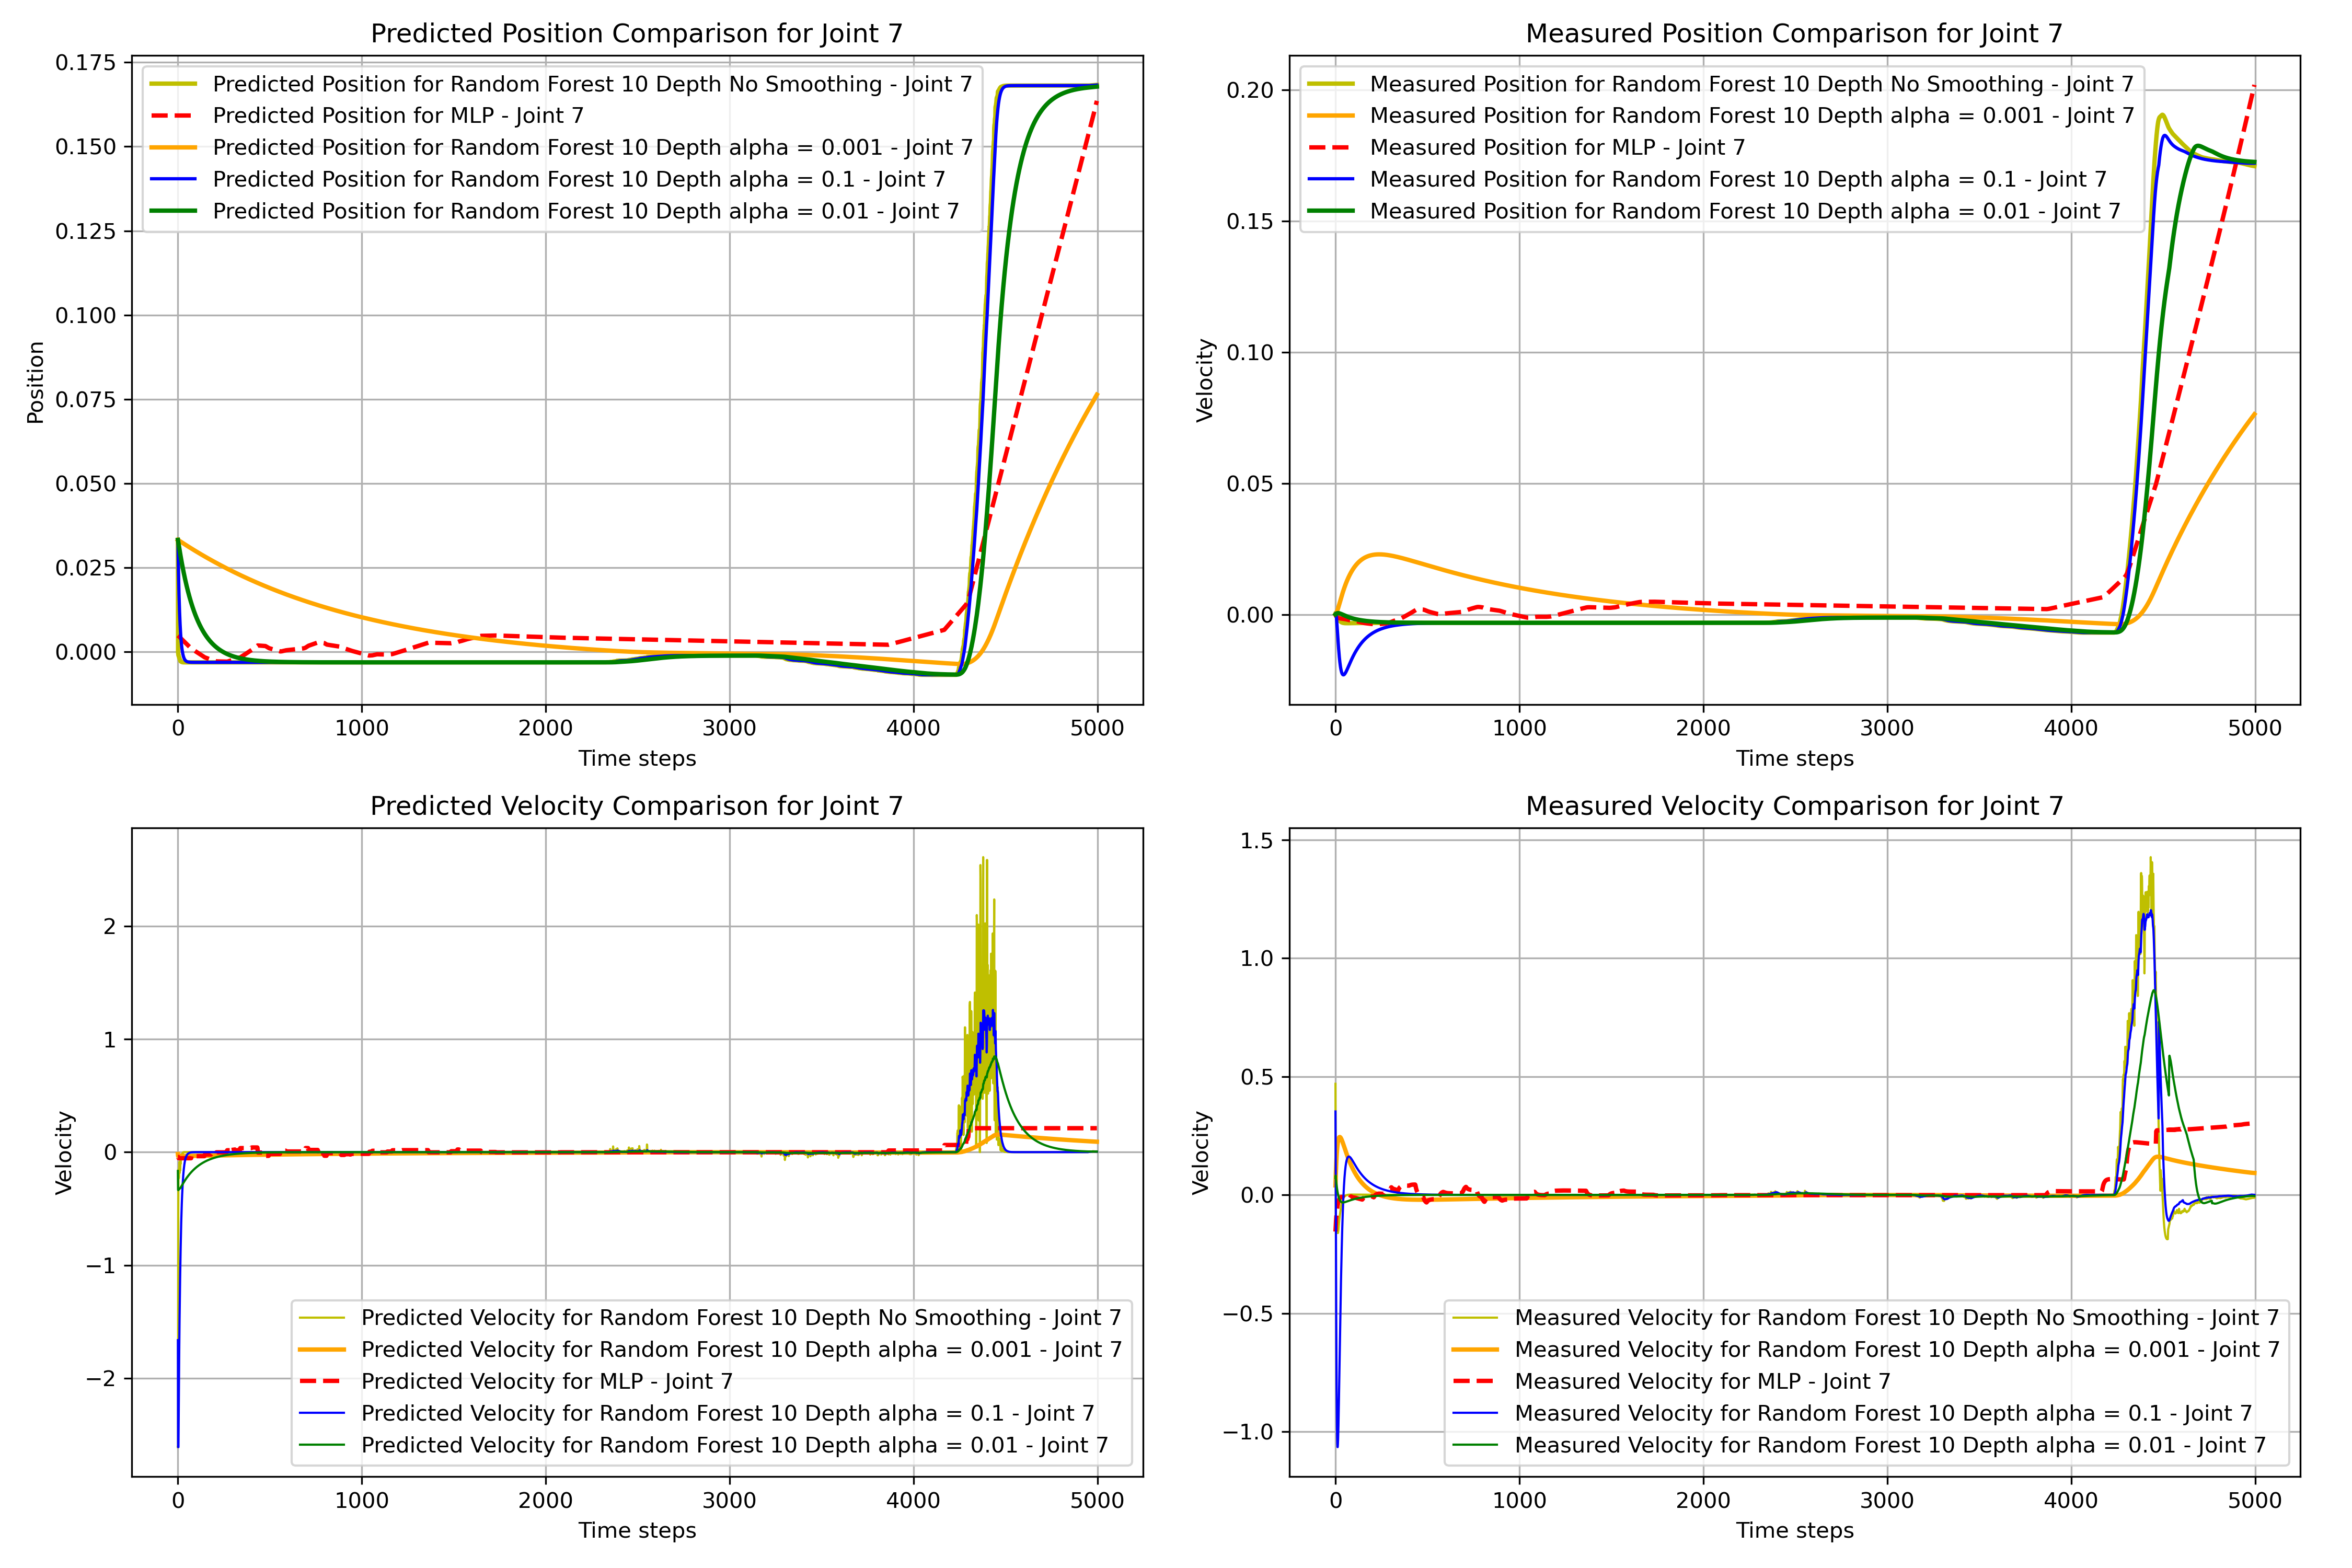 Predicted Position Comparison for Joint 7
0.175
0.150
0.125
0.100
0.075
0.050
0.025
0.000
Position
Predicted Position for Random Forest 10 Depth No Smoothing - Joint 7
Predicted Position for MLP - Joint 7
Predicted Position for Random Forest 10 Depth alpha = 0.001 - Joint 7
Predicted Position for Random Forest 10 Depth alpha = 0.1 - Joint 7
Predicted Position for Random Forest 10 Depth alpha = 0.01 - Joint 7
0 1000 2000 3000 4000 5000
Time steps
Measured Position Comparison for Joint 7
0.20
0.15
0.10
0.05
0.00
Velocity
Measured Position for Random Forest 10 Depth No Smoothing - Joint 7
Measured Position for Random Forest 10 Depth alpha = 0.001 - Joint 7
Measured Position for MLP - Joint 7
Measured Position for Random Forest 10 Depth alpha = 0.1 - Joint 7
Measured Position for Random Forest 10 Depth alpha = 0.01 - Joint 7
0 1000 2000 3000 4000 5000
Time steps
Predicted Velocity Comparison for Joint 7
2
1
0
−1
−2
Velocity
Predicted Velocity for Random Forest 10 Depth No Smoothing - Joint 7
Predicted Velocity for Random Forest 10 Depth alpha = 0.001 - Joint 7
Predicted Velocity for MLP - Joint 7
Predicted Velocity for Random Forest 10 Depth alpha = 0.1 - Joint 7
Predicted Velocity for Random Forest 10 Depth alpha = 0.01 - Joint 7
0 1000 2000 3000 4000 5000
Time steps
Measured Velocity Comparison for Joint 7
1.5
1.0
0.5
0.0
−0.5
−1.0
Velocity
Measured Velocity for Random Forest 10 Depth No Smoothing - Joint 7
Measured Velocity for Random Forest 10 Depth alpha = 0.001 - Joint 7
Measured Velocity for MLP - Joint 7
Measured Velocity for Random Forest 10 Depth alpha = 0.1 - Joint 7
Measured Velocity for Random Forest 10 Depth alpha = 0.01 - Joint 7
0 1000 2000 3000 4000 5000
Time steps